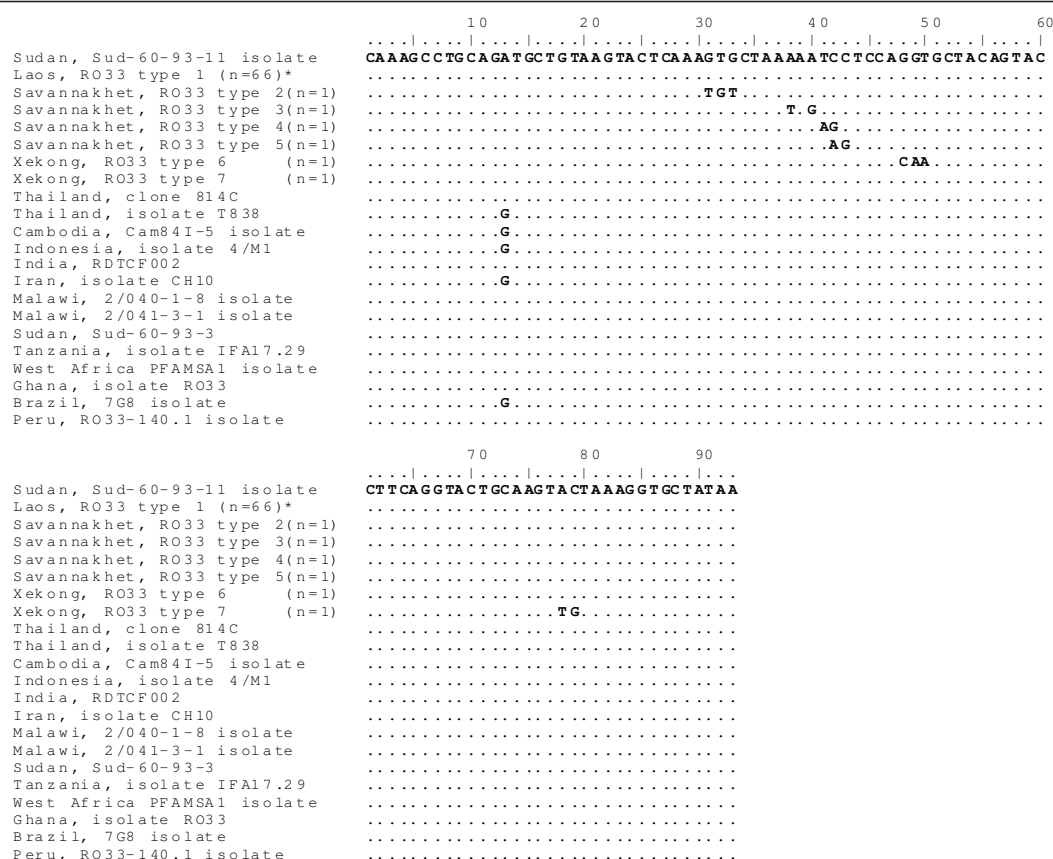 10 20 30 40 50 60
....|....|....|....|....|....|....|....|....|....|....|....|
Sudan, Sud-60-93-11 isolate CAAAGCCTGCAGATGCTGTAAGTACTCAAAGTGCTAAAAATCCTCCAGGTGCTACAGTAC
Laos, RO33 type 1 (n=66)* ............................................................
Savannakhet, RO33 type 2(n=1) ..............................TGT...........................
Savannakhet, RO33 type 3(n=1) .....................................T.G....................
Savannakhet, RO33 type 4(n=1) ........................................AG..................
Savannakhet, RO33 type 5(n=1) .........................................AG.................
Xekong, RO33 type 6 (n=1) ...............................................CAA..........
Xekong, RO33 type 7 (n=1) ............................................................
Thailand, clone 814C ............................................................
Thailand, isolate T838 ............G...............................................
Cambodia, Cam84I-5 isolate ............G...............................................
Indonesia, isolate 4/M1 ............G...............................................
India, RDTCF002 ............................................................
Iran, isolate CH10 ............G...............................................
Malawi, 2/040-1-8 isolate ............................................................
Malawi, 2/041-3-1 isolate ............................................................
Sudan, Sud-60-93-3 ............................................................
Tanzania, isolate IFA17.29 ............................................................
West Africa PFAMSA1 isolate ............................................................
Ghana, isolate RO33 ............................................................
Brazil, 7G8 isolate ............G...............................................
Peru, RO33-140.1 isolate ............................................................
70 80 90
....|....|....|....|....|....|...
Sudan, Sud-60-93-11 isolate CTTCAGGTACTGCAAGTACTAAAGGTGCTATAA
Laos, RO33 type 1 (n=66)* .................................
Savannakhet, RO33 type 2(n=1) .................................
Savannakhet, RO33 type 3(n=1) .................................
Savannakhet, RO33 type 4(n=1) .................................
Savannakhet, RO33 type 5(n=1) .................................
Xekong, RO33 type 6 (n=1) .................................
Xekong, RO33 type 7 (n=1) .................TG..............
Thailand, clone 814C .................................
Thailand, isolate T838 .................................
Cambodia, Cam84I-5 isolate .................................
Indonesia, isolate 4/M1 .................................
India, RDTCF002 .................................
Iran, isolate CH10 .................................
Malawi, 2/040-1-8 isolate .................................
Malawi, 2/041-3-1 isolate .................................
Sudan, Sud-60-93-3 .................................
Tanzania, isolate IFA17.29 .................................
West Africa PFAMSA1 isolate .................................
Ghana, isolate RO33 .................................
Brazil, 7G8 isolate .................................
Peru, RO33-140.1 isolate .................................